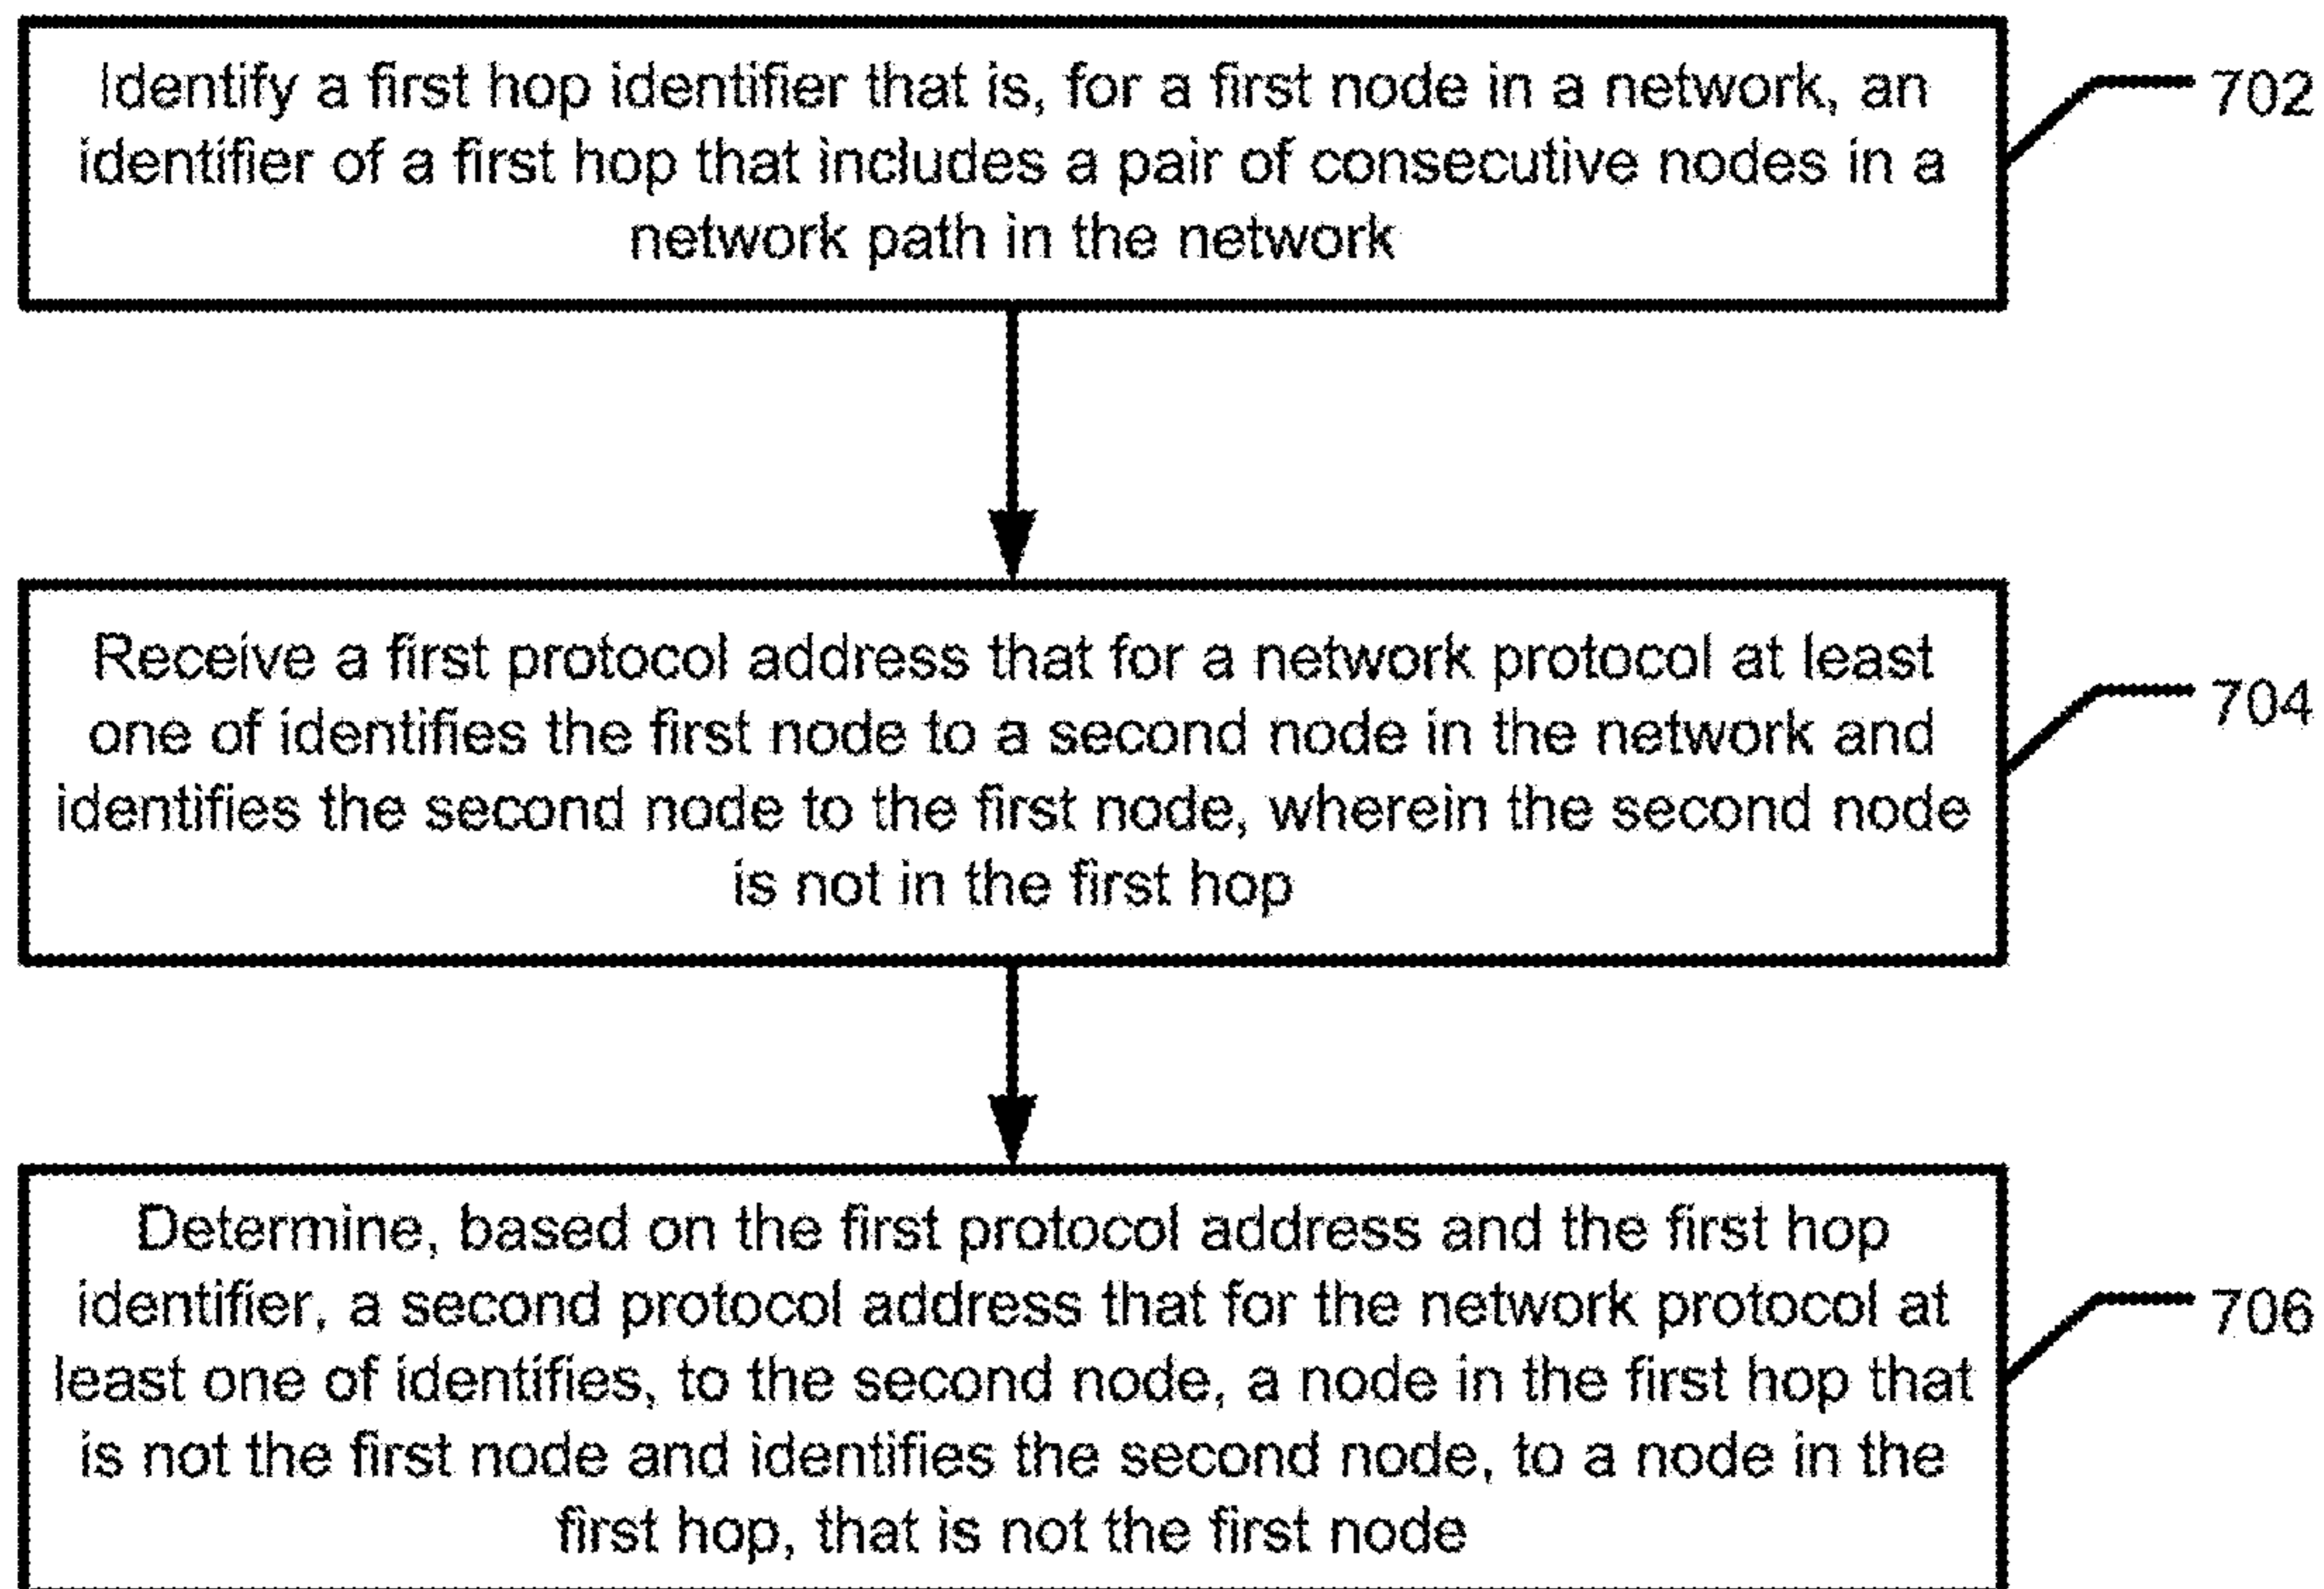 Identify a first hop identifier that is, for a first node in a network, an
identifier of a first hop that includes a pair of consecutive nodes in a
network path in the network
702
Receive a first protocol address that for a network protocol at least
one of identifies the first node to a second node in the network and
identifies the second node to the first node, wherein the second node
is not in the first hop
704
Determine, based on the first protocol address and the first hop
identifier, a second protocol address that for the network protocol at
least one of identifies, to the second node, a node in the first hop that
is not the first node and identifies the second node, to a node in the
first hop, that is not the first node
706